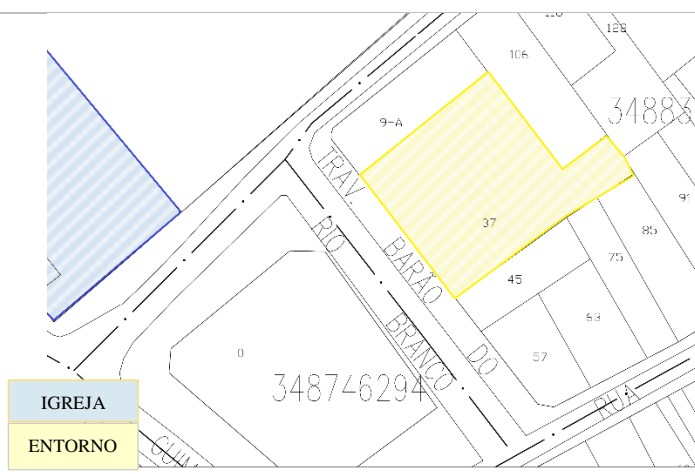 128
106
34883
9-A
TRAV.
BARÃO
DO
RIO
BRANCO
37
91
85
75
45
63
57
0
348746294
RUA
IGREJA
ENTORNO